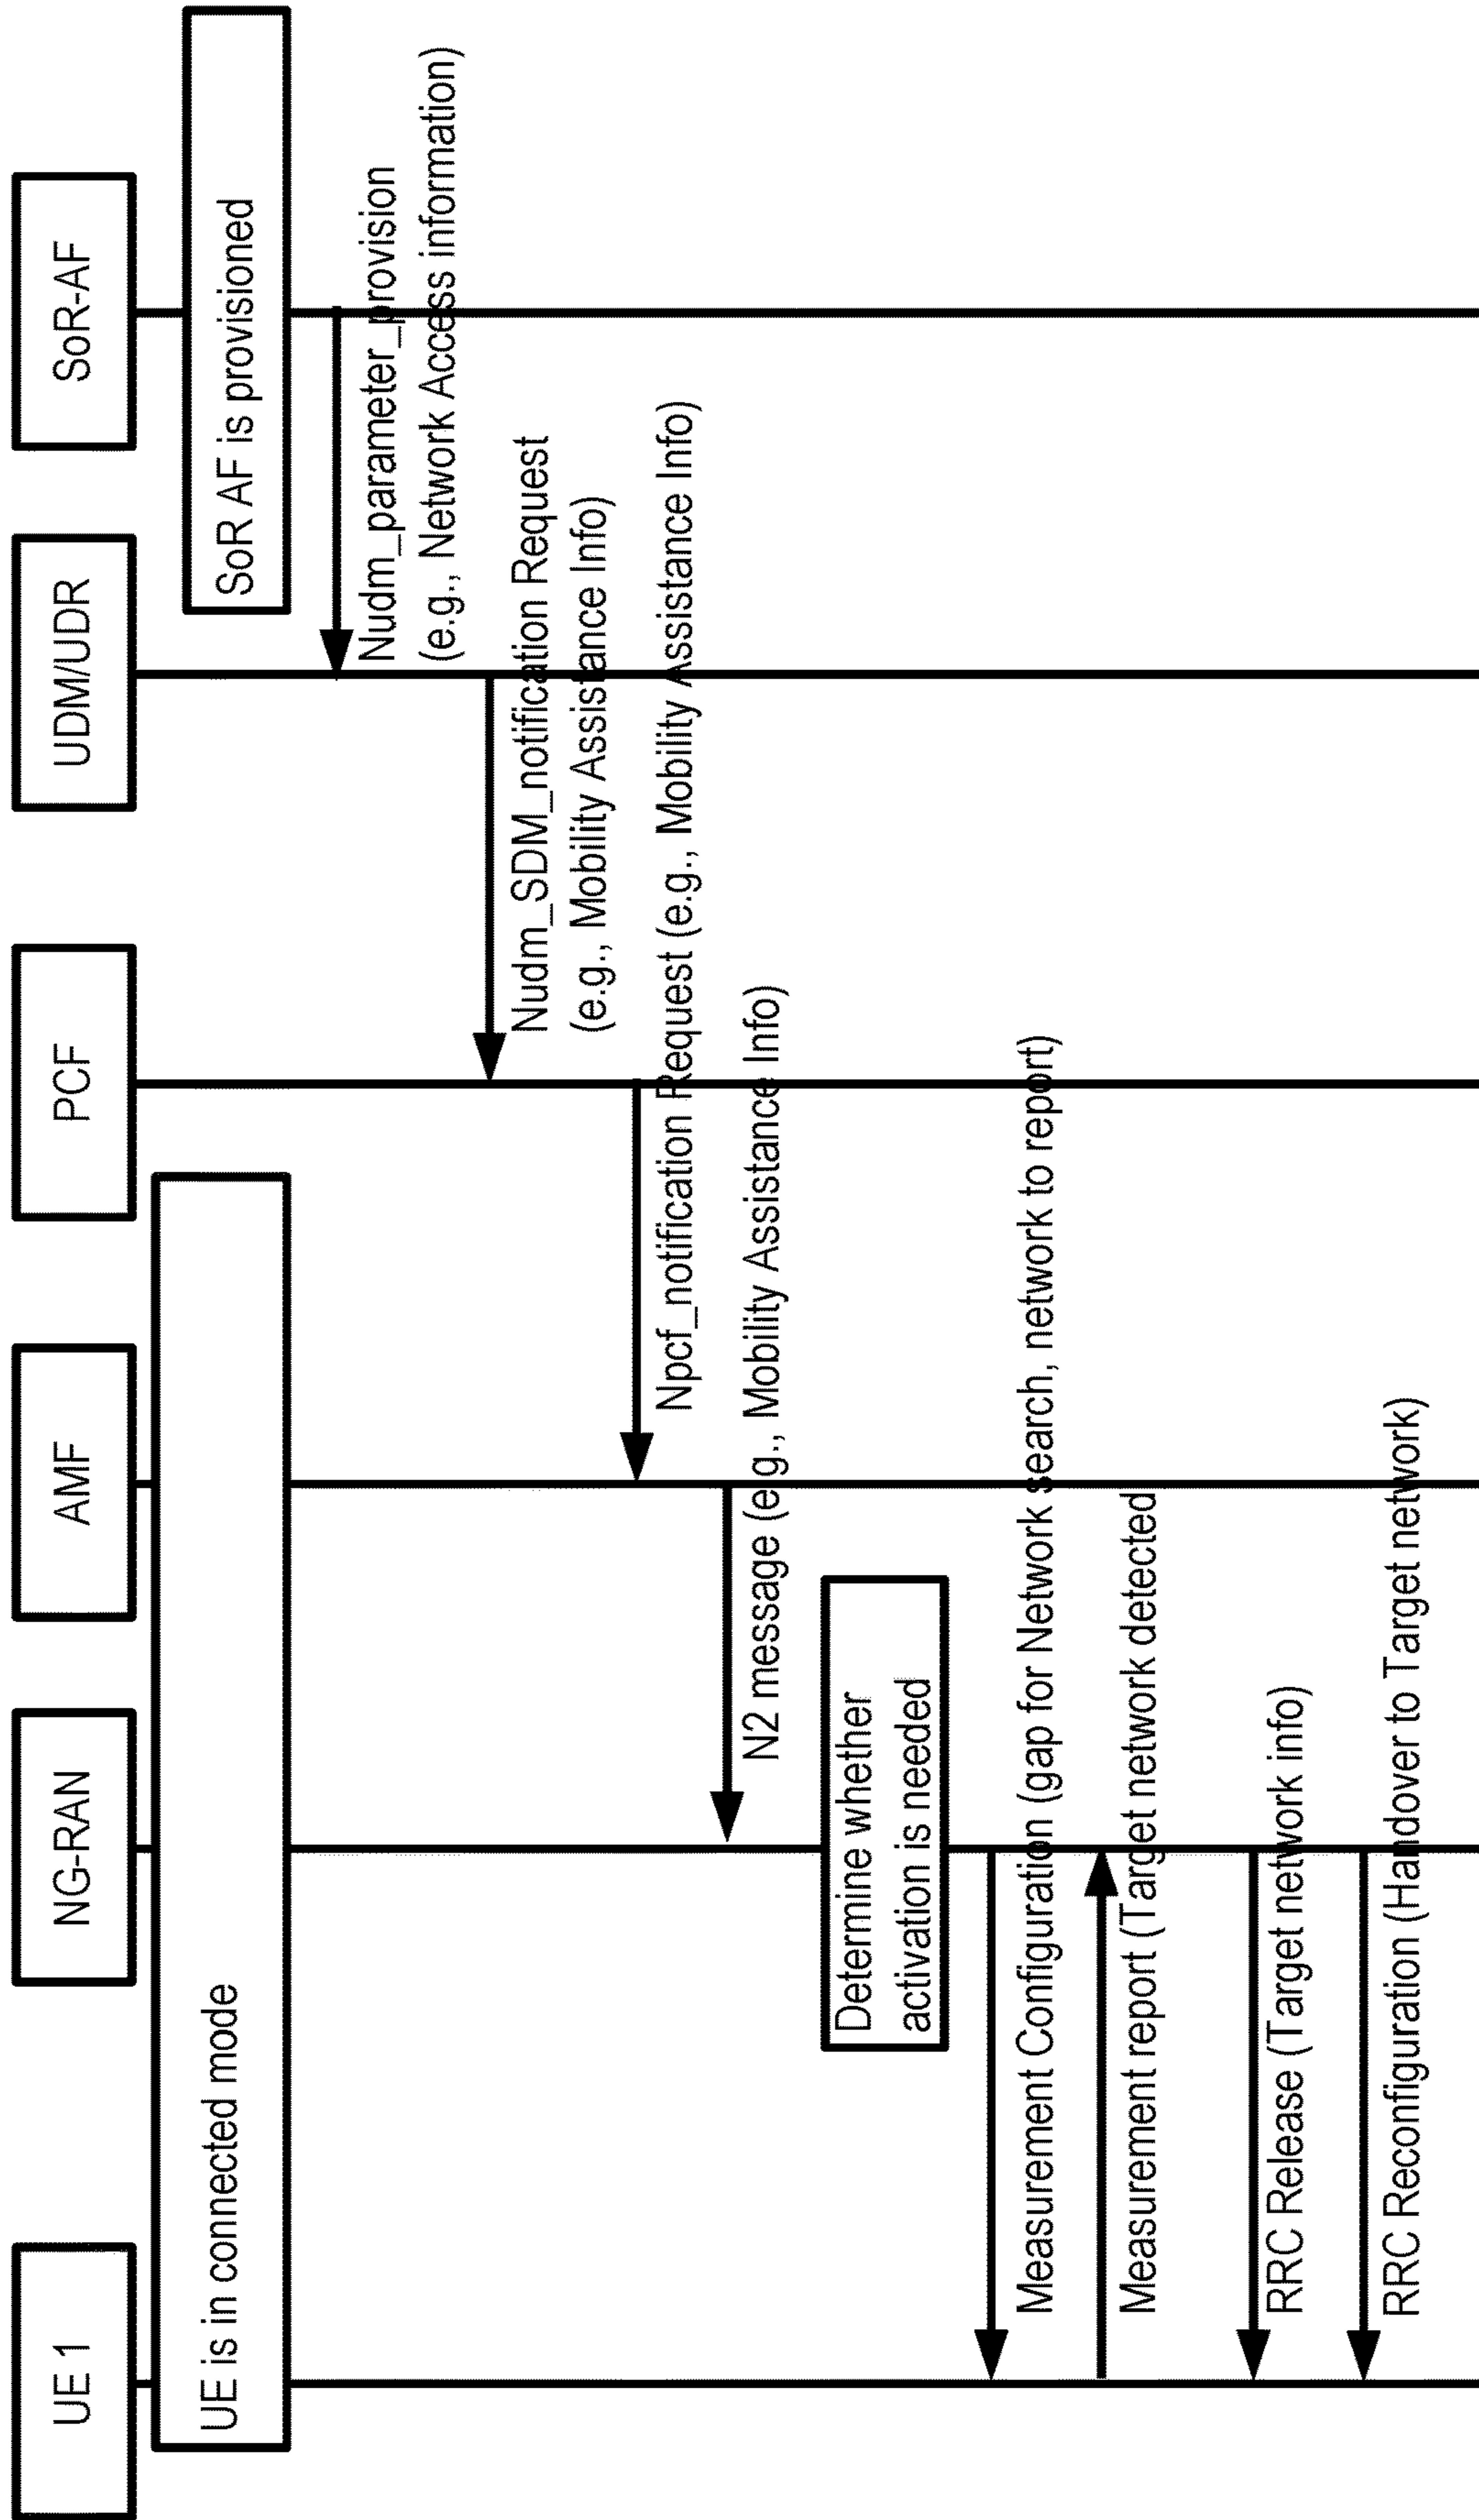 UE 1
NG-RAN
AMF
PCF
UDM/UDR
SoR-AF
UE is in connected mode
SoR AF is provisioned
Nudm_parameter_provision
(e.g., Network Access information)
Nudm_SDM_notification Request
(e.g., Mobility Assistance Info)
Npcf_notification Request (e.g., Mobility Assistance Info)
N2 message (e.g., Mobility Assistance Info)
Determine whether
activation is needed
Measurement Configuration (gap for Network search, network to report)
Measurement report (Target network detected
RRC Release (Target network info)
RRC Reconfiguration (Handover to Target network)